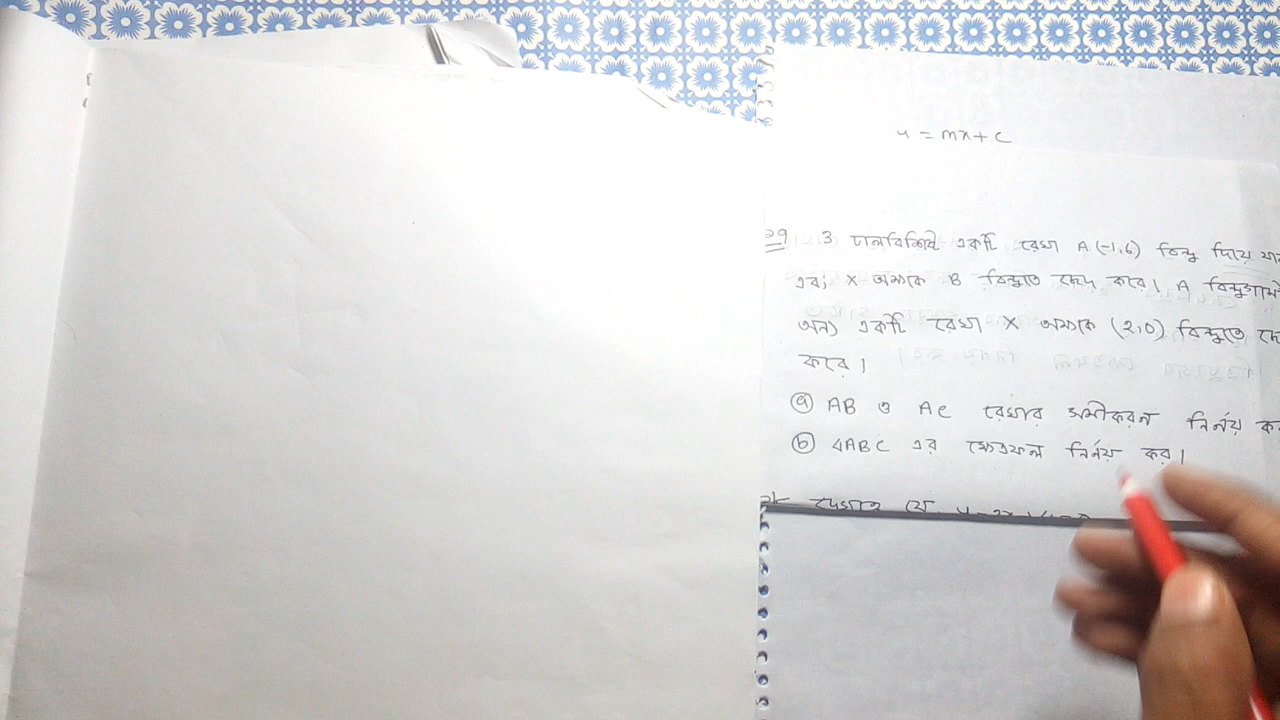 y = mx + c
২৭ 3 ঢালবিশিষ্ট একটি রেখা A (-1,6) বিন্দু দিয়ে যায়
এবং X অক্ষকে B বিন্দুতে ছেদ করে। A বিন্দুগামী
অন্য একটি রেখা X অক্ষকে (2,0) বিন্দুতে ছেদ
করে।
ⓐ AB ও AC রেখার সমীকরণ নির্ণয় কর
ⓑ ΔABC এর ক্ষেত্রফল নির্ণয় কর।
দেখাও যে